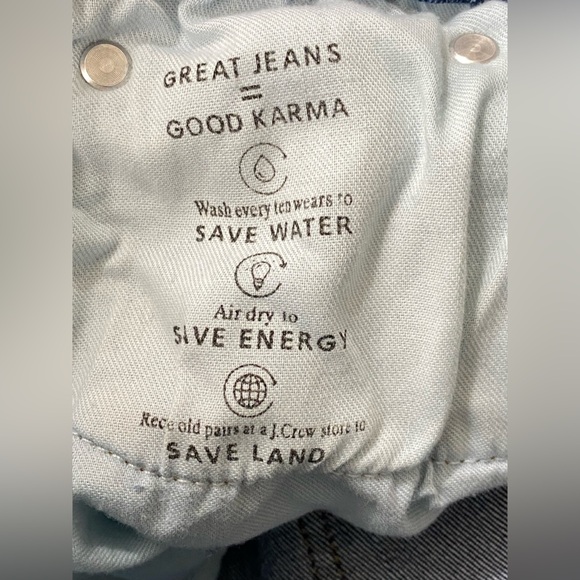 GREAT JEANS
=
GOOD KARMA
Wash every ten wears to
SAVE WATER
Air dry to
SAVE ENERGY
old pairs at a J.Crew store to
SAVE LAND